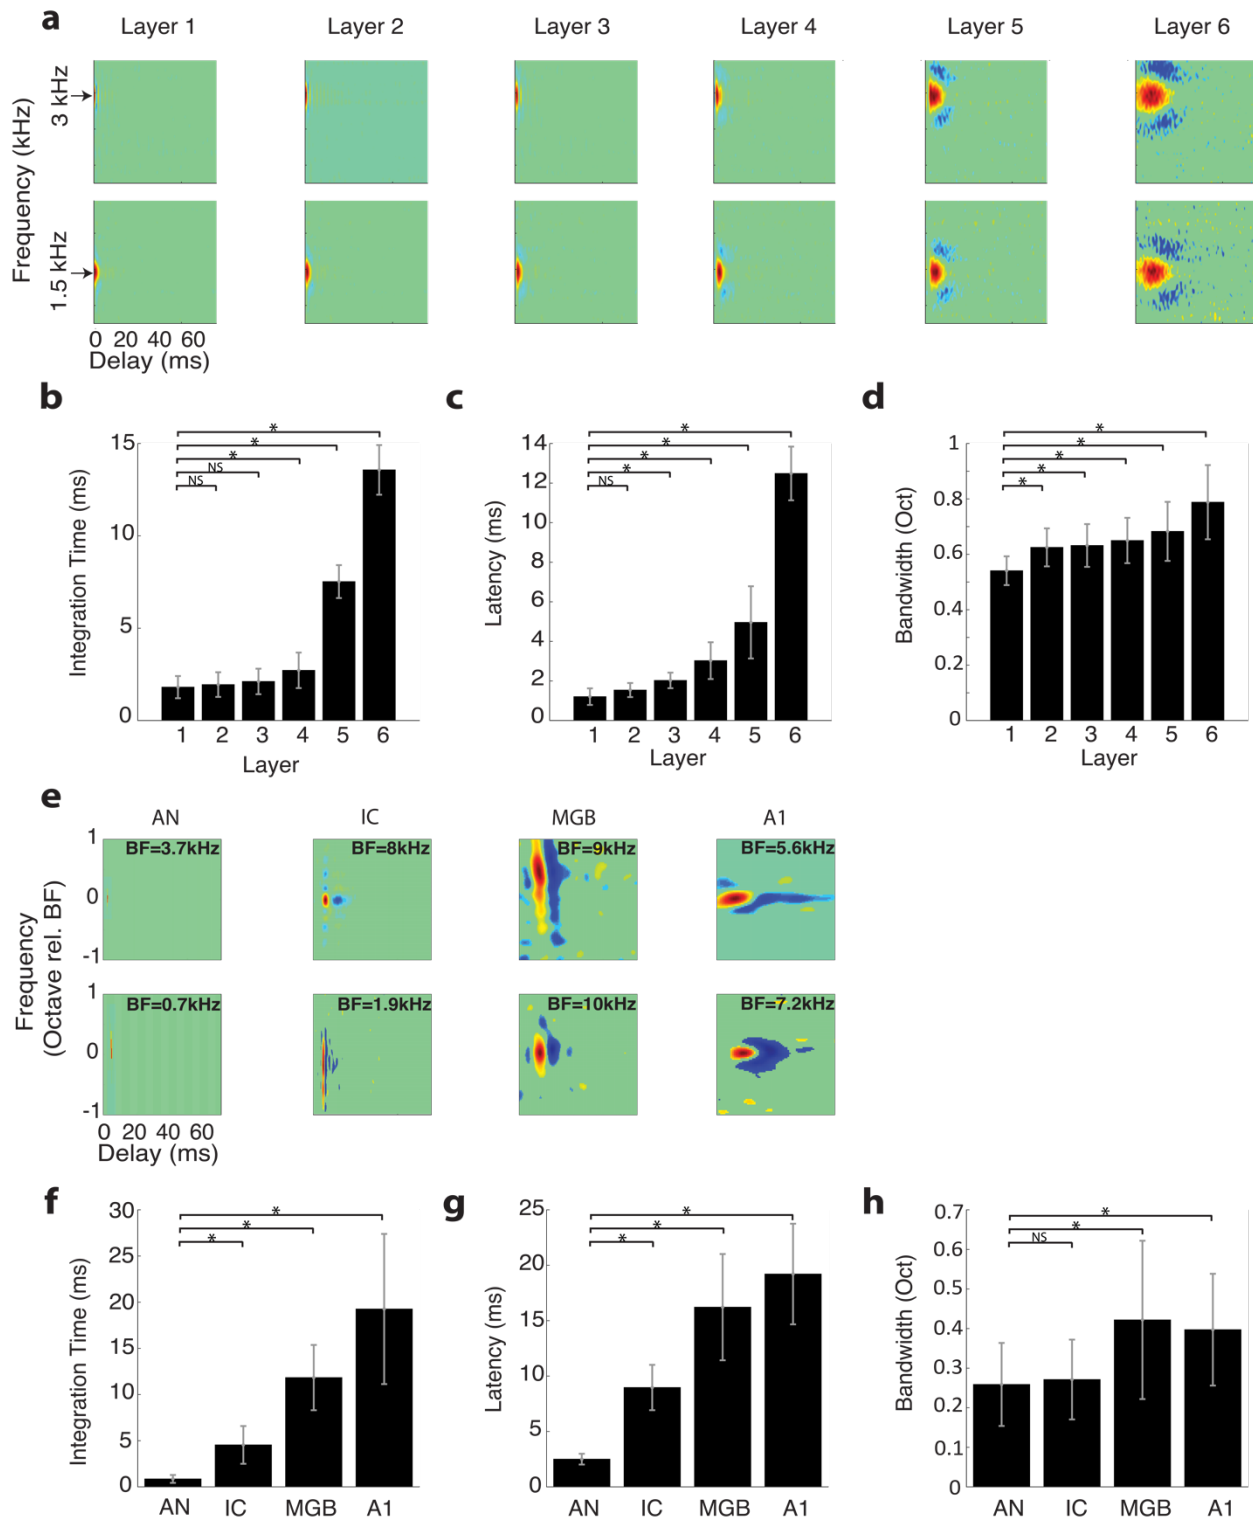 a
Layer 1 Layer 2 Layer 3 Layer 4 Layer 5 Layer 6
Frequency (kHz)
3 kHz
1.5 kHz
0 20 40 60
Delay (ms)
b
Integration Time (ms)
15
10
5
0
* * * NS NS
1 2 3 4 5 6
Layer
c
Latency (ms)
14
12
10
8
6
4
2
0
* * * * NS
1 2 3 4 5 6
Layer
d
Bandwidth (Oct)
1
0.8
0.6
0.4
0.2
0
* * * * *
1 2 3 4 5 6
Layer
e
AN IC MGB A1
Frequency
(Octave rel. BF)
1
0
-1
BF=3.7kHz BF=8kHz BF=9kHz BF=5.6kHz
1
0
-1
BF=0.7kHz BF=1.9kHz BF=10kHz BF=7.2kHz
0 20 40 60
Delay (ms)
f
Integration Time (ms)
30
25
20
15
10
5
0
* * *
AN IC MGB A1
g
Latency (ms)
25
20
15
10
5
0
* * *
AN IC MGB A1
h
Bandwidth (Oct)
0.7
0.6
0.5
0.4
0.3
0.2
0.1
0
* * NS
AN IC MGB A1